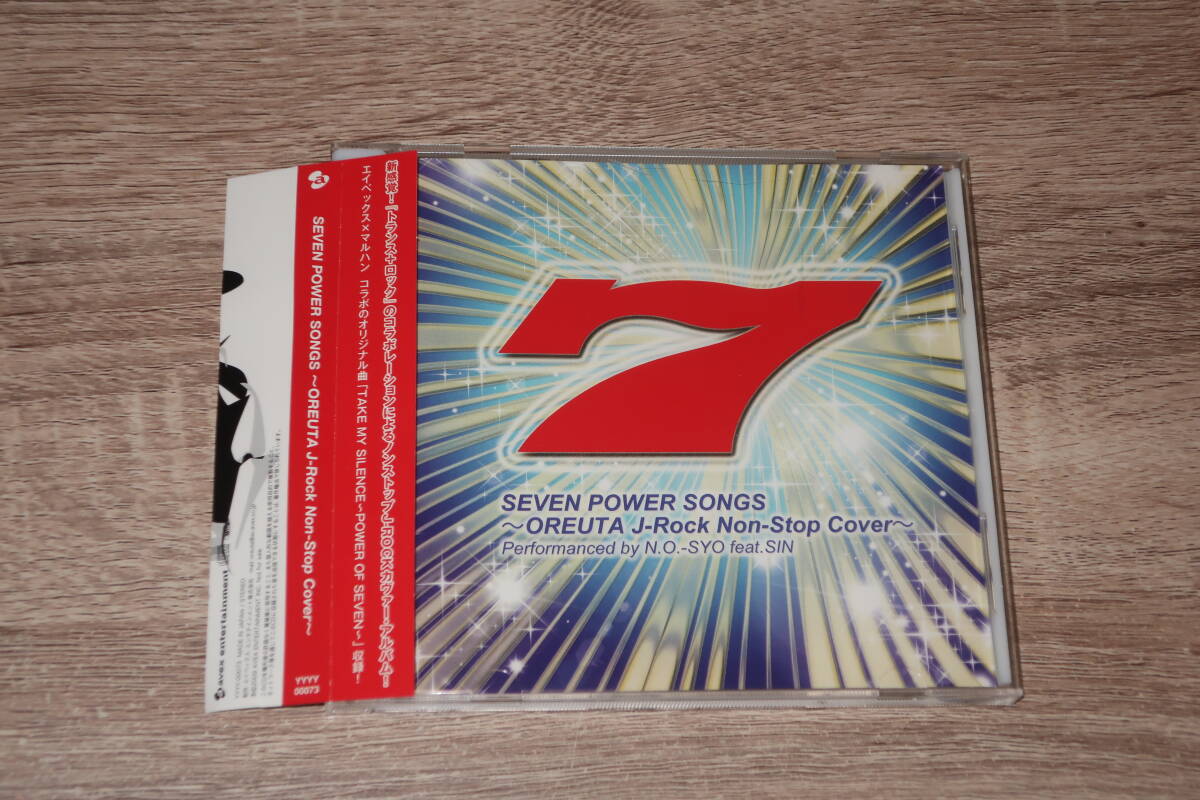 新感覚!『トランス+ロック』のコラボレーションによるノンストップJ-ROCKカヴァー・アルバム!
エイベックス×マルハン コラボのオリジナル曲「TAKE MY SILENCE~POWER OF SEVEN~」収録!
SEVEN POWER SONGS ～OREUTA J-Rock Non-Stop Cover～
YYYY
00073
avex entertainment
7
SEVEN POWER SONGS
～OREUTA J-Rock Non-Stop Cover～
Performanced by N.O.-SYO feat.SIN